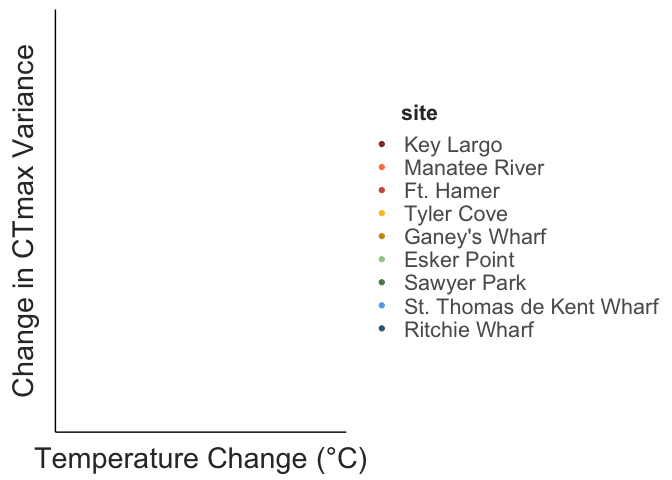 Change in CTmax Variance
site
Key Largo
Manatee River
Ft. Hamer
Tyler Cove
Ganey's Wharf
Esker Point
Sawyer Park
St. Thomas de Kent Wharf
Ritchie Wharf
Temperature Change (°C)